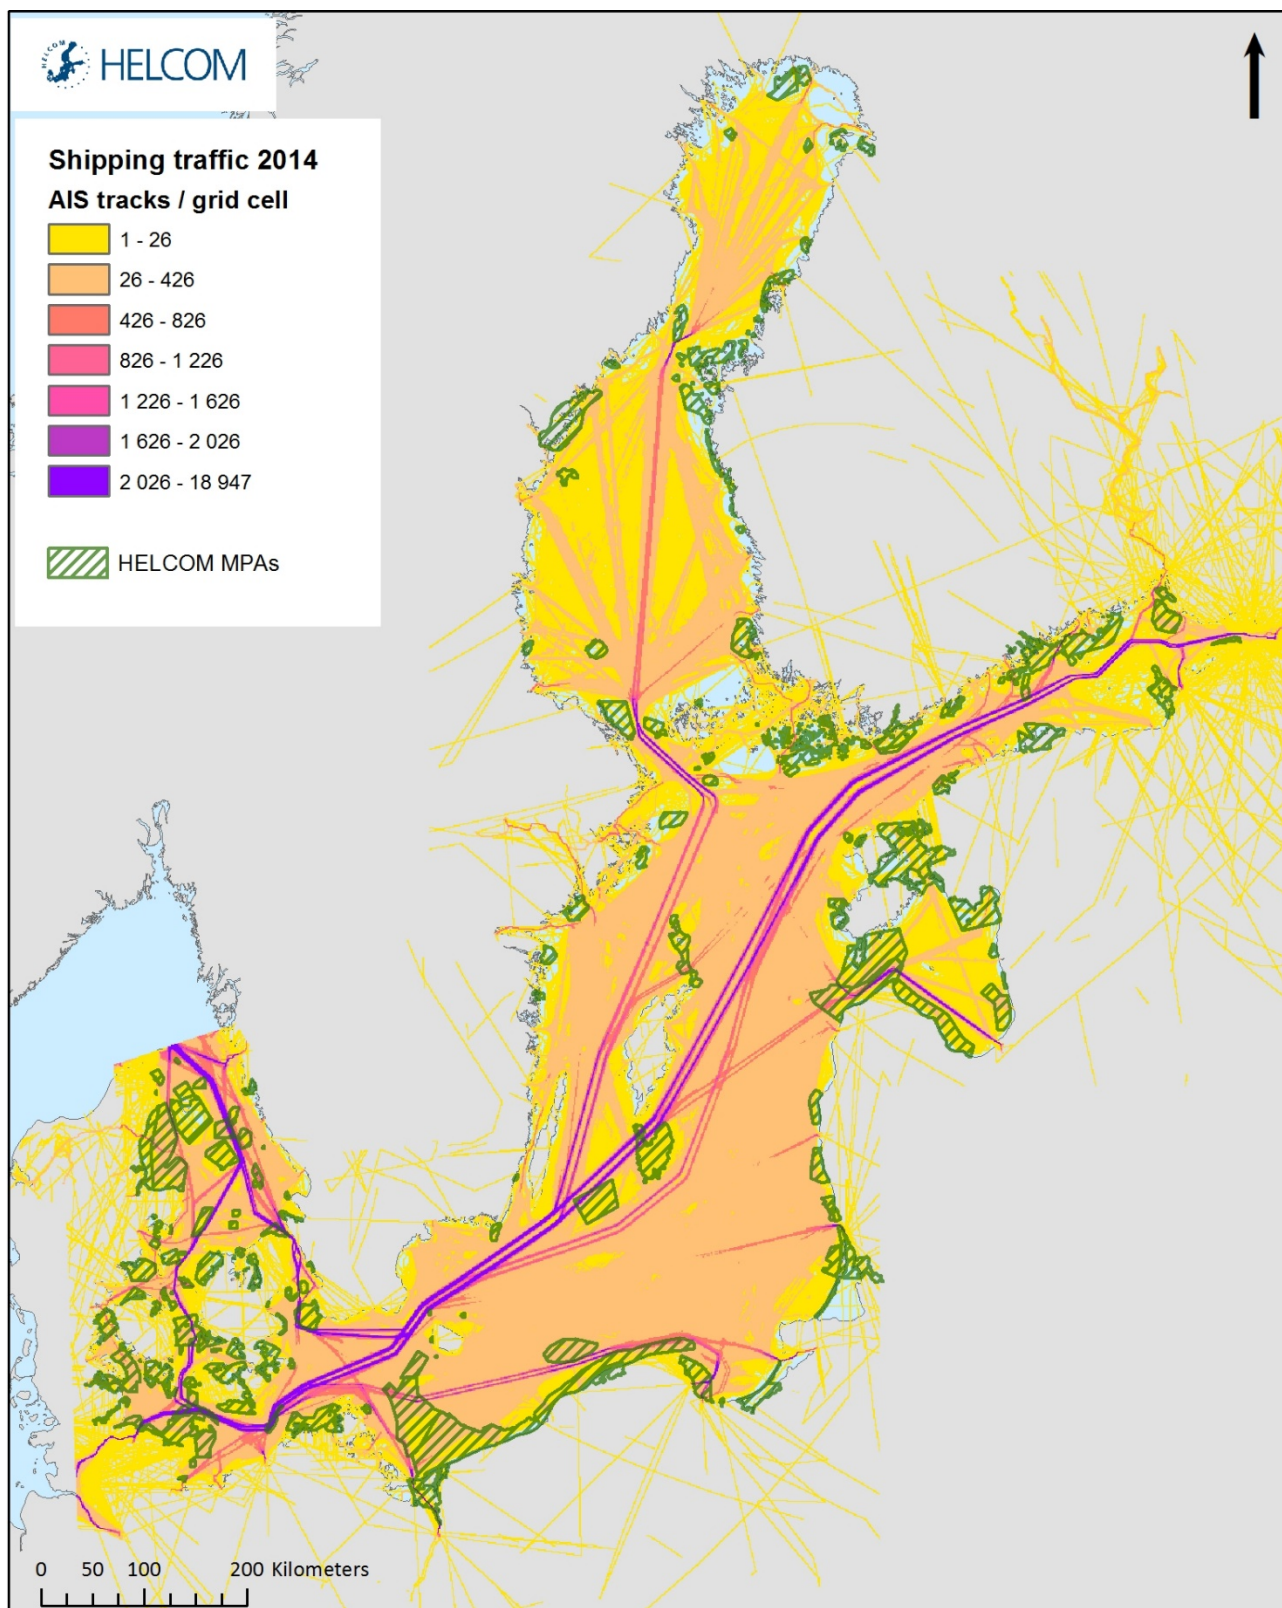 HELCOM
HELCOM
Shipping traffic 2014
AIS tracks / grid cell
1 - 26
26 - 426
426 - 826
826 - 1 226
1 226 - 1 626
1 626 - 2 026
2 026 - 18 947
HELCOM MPAs
0 50 100 200 Kilometers